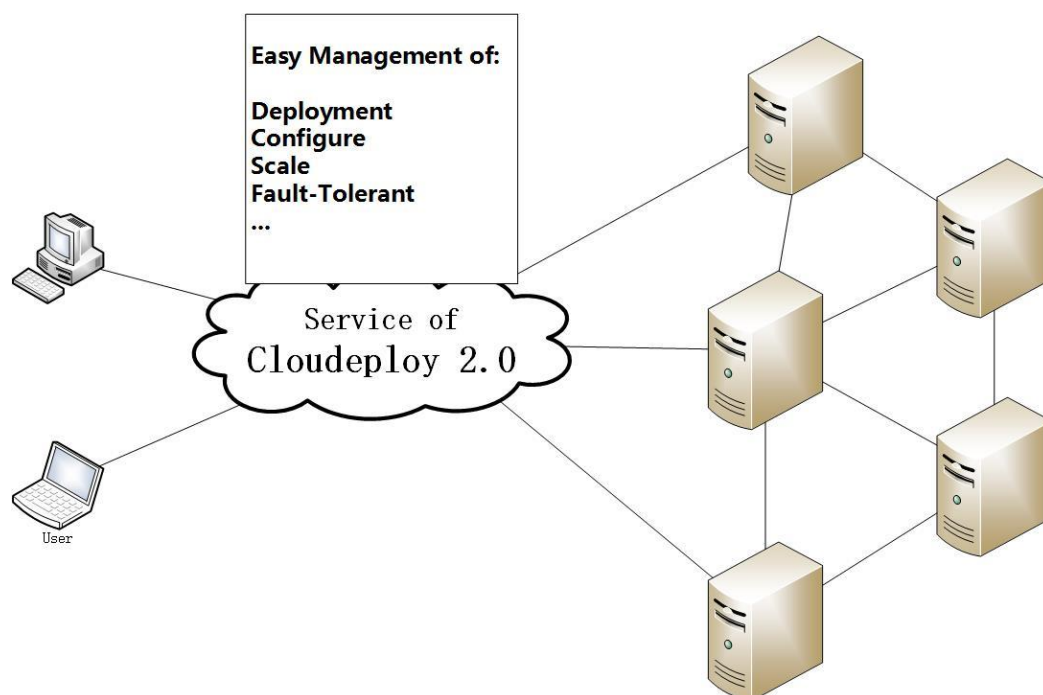 Easy Management of:
Deployment
Configure
Scale
Fault-Tolerant
...
Service of
Cloudeploy 2.0
User